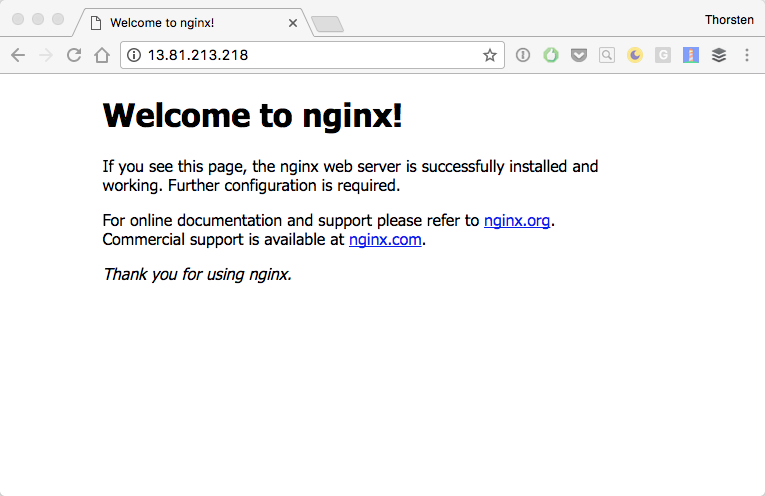 Welcome to nginx!
Thorsten
13.81.213.218
Welcome to nginx!
If you see this page, the nginx web server is successfully installed and
working. Further configuration is required.
For online documentation and support please refer to nginx.org.
Commercial support is available at nginx.com.
Thank you for using nginx.